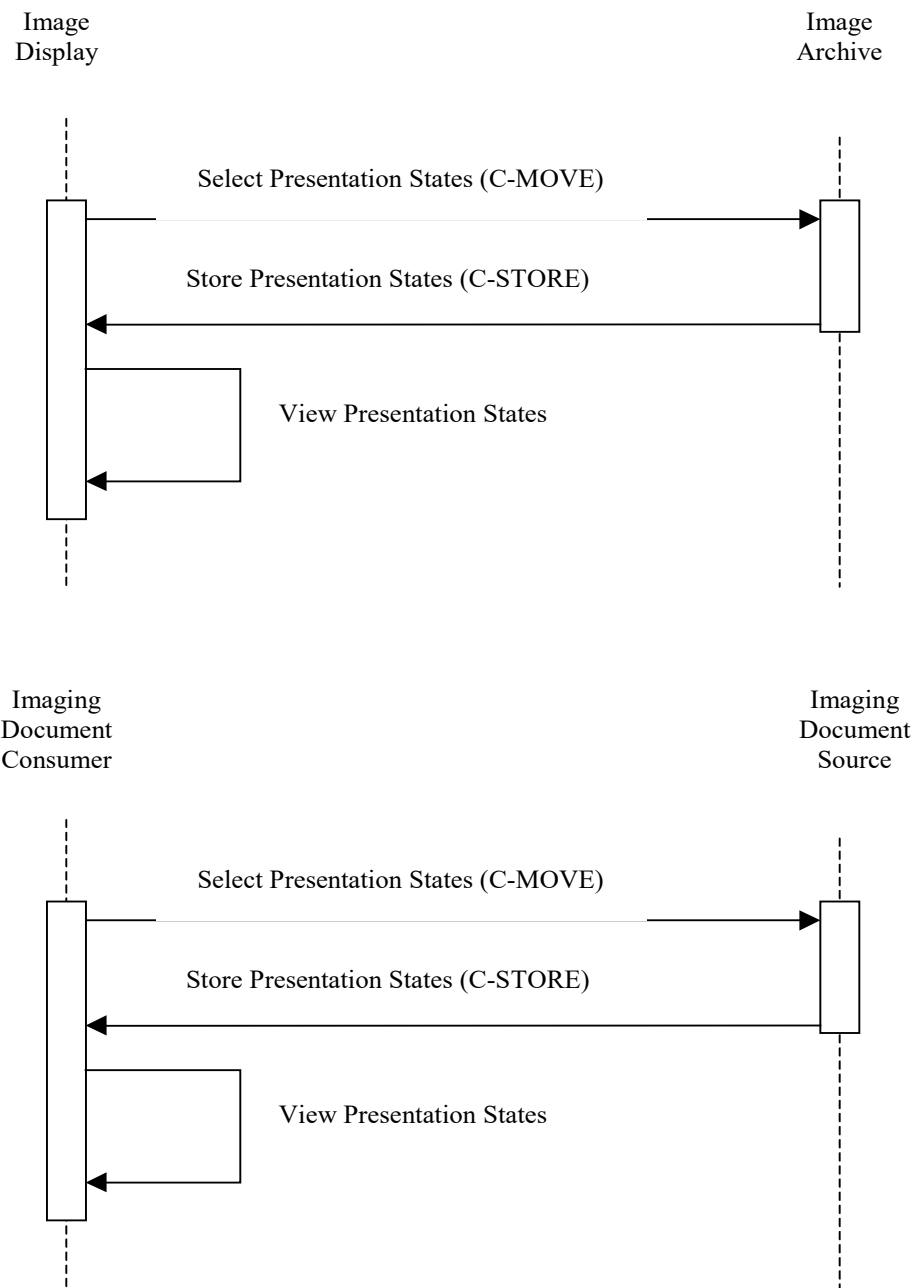 Image
Display
Image
Archive
Select Presentation States (C-MOVE)
Store Presentation States (C-STORE)
View Presentation States
Imaging
Document
Consumer
Imaging
Document
Source
Select Presentation States (C-MOVE)
Store Presentation States (C-STORE)
View Presentation States